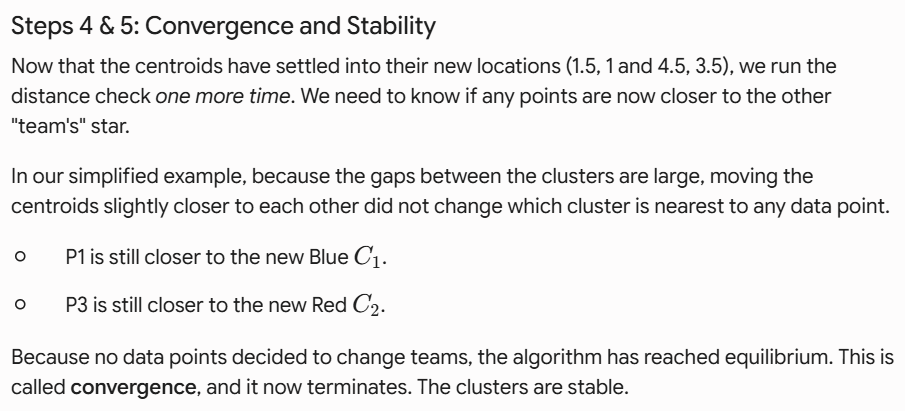 Steps 4 & 5: Convergence and Stability
Now that the centroids have settled into their new locations (1.5, 1 and 4.5, 3.5), we run the
distance check one more time. We need to know if any points are now closer to the other
"team's" star.
In our simplified example, because the gaps between the clusters are large, moving the
centroids slightly closer to each other did not change which cluster is nearest to any data point.
○ P1 is still closer to the new Blue C₁.
○ P3 is still closer to the new Red C₂.
Because no data points decided to change teams, the algorithm has reached equilibrium. This is
called convergence, and it now terminates. The clusters are stable.